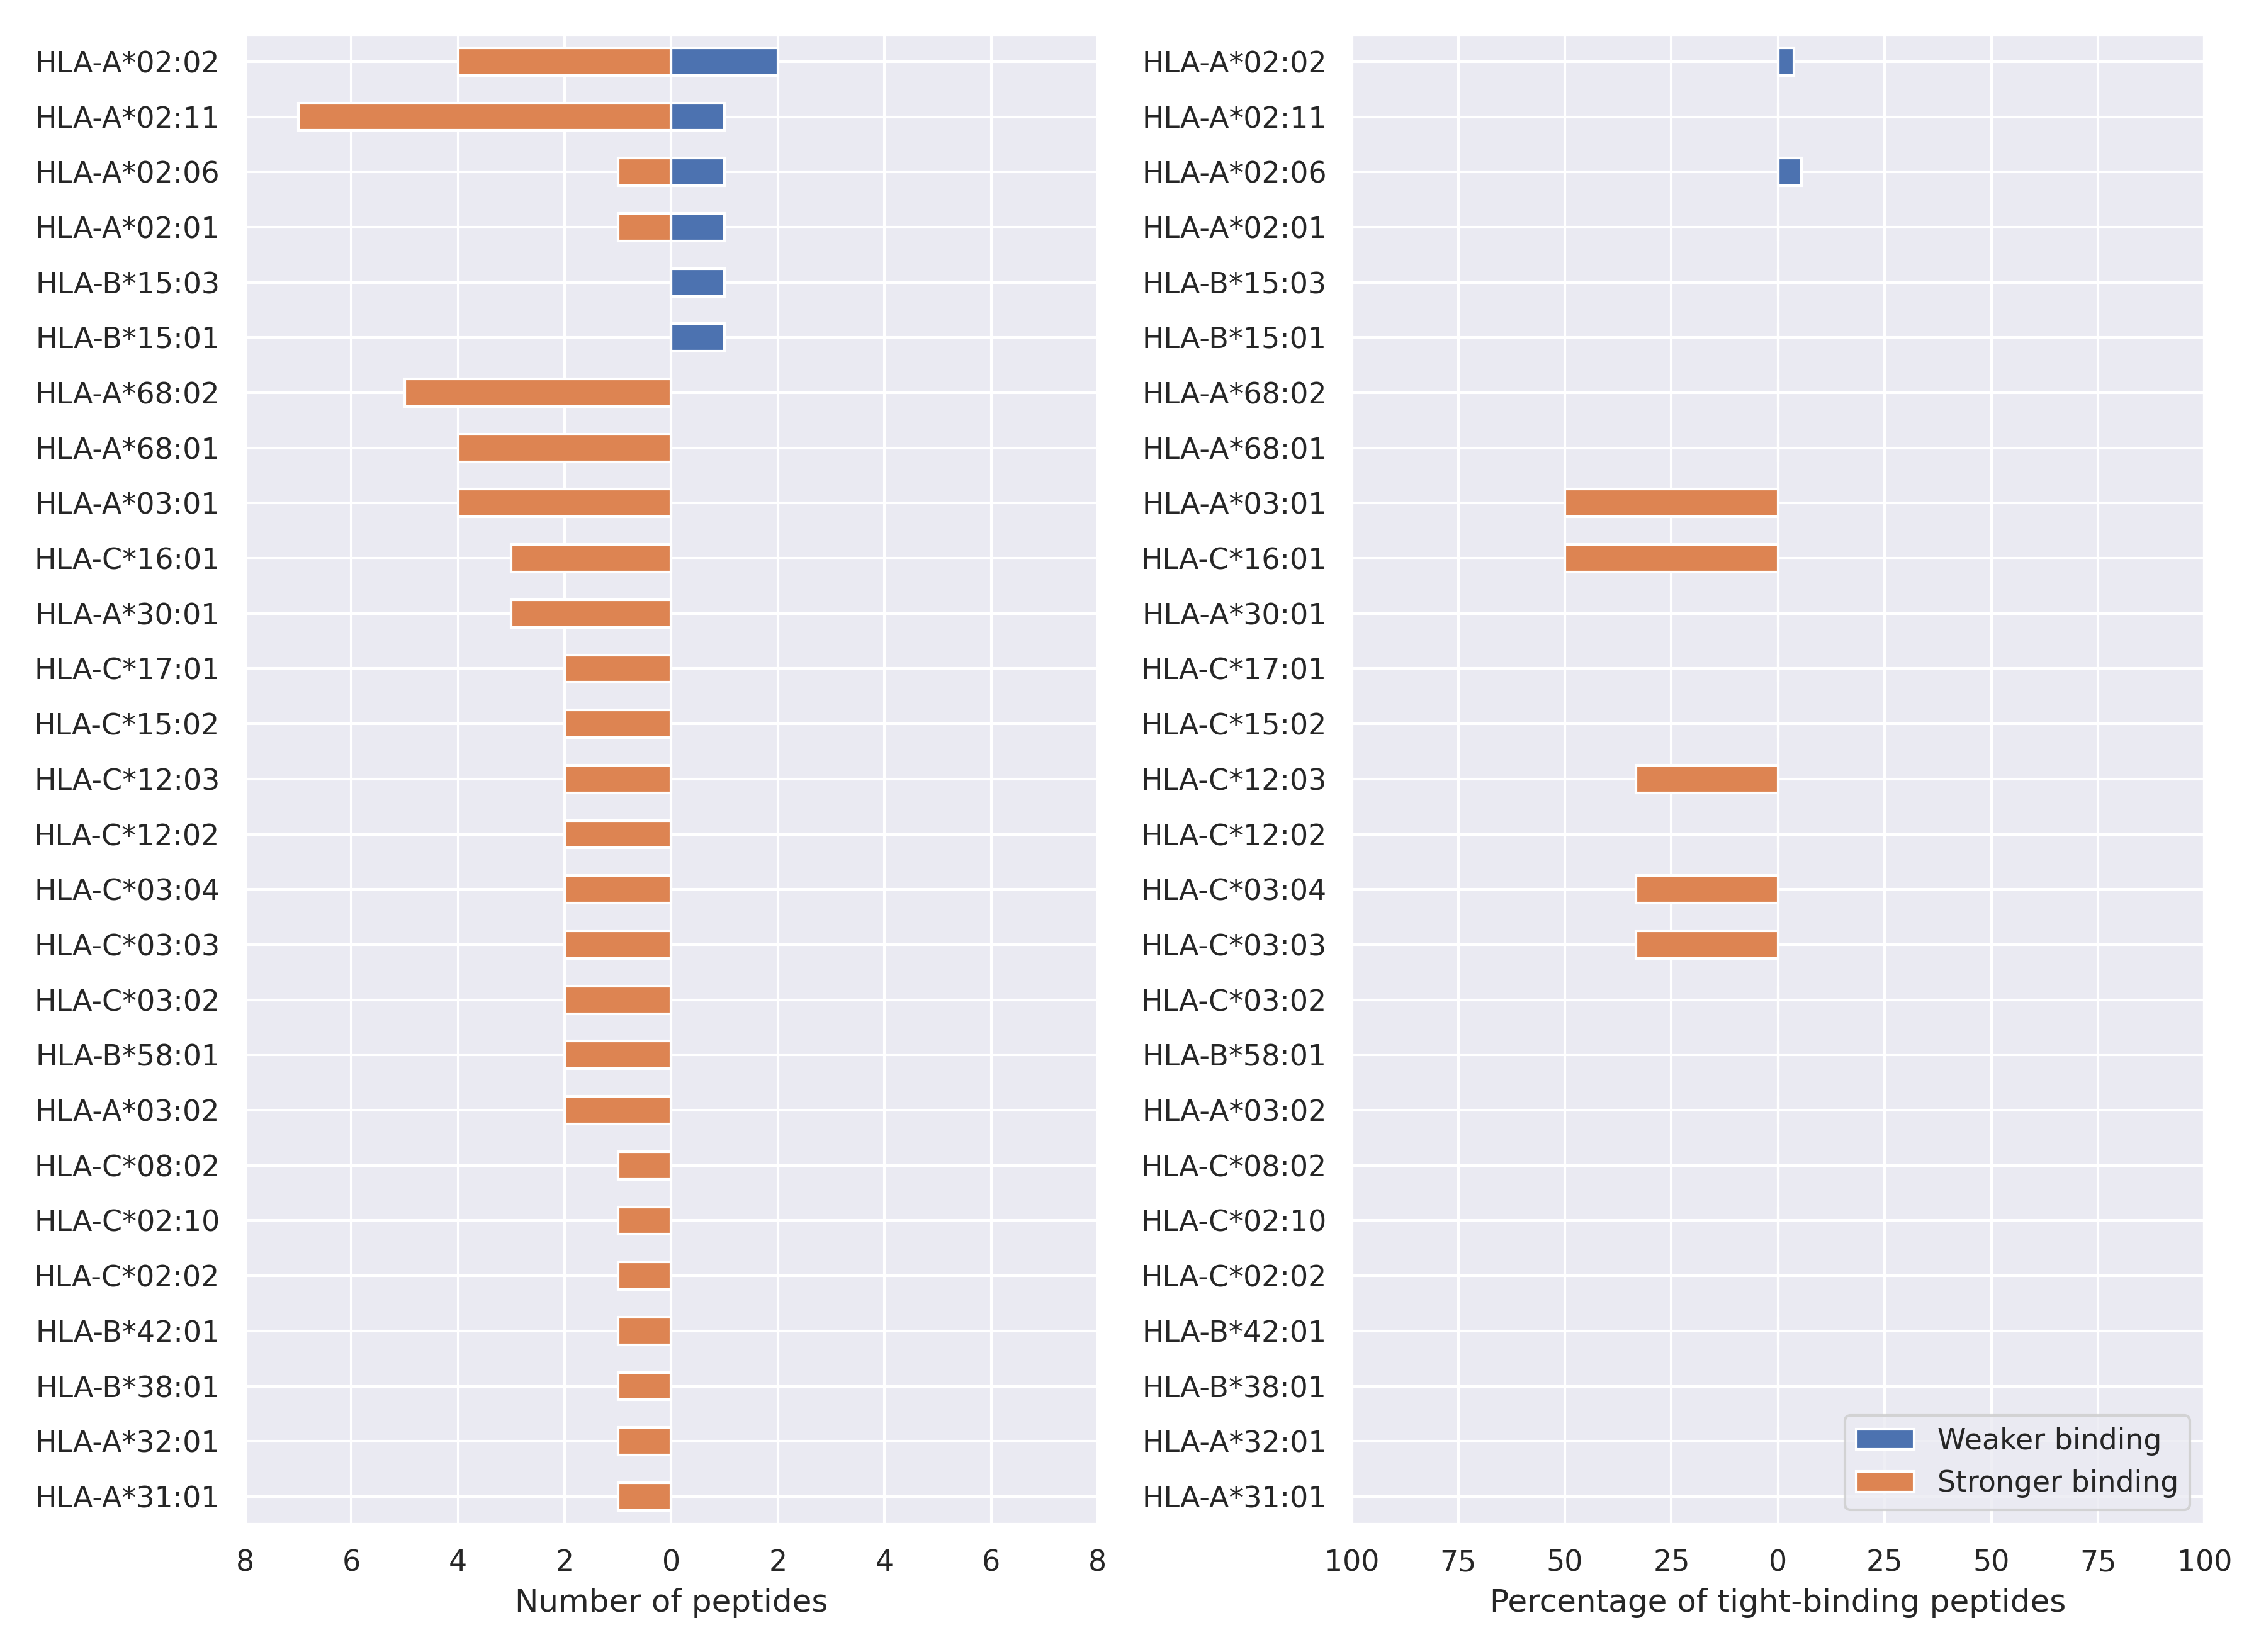 HLA-A*02:02
HLA-A*02:11
HLA-A*02:06
HLA-A*02:01
HLA-B*15:03
HLA-B*15:01
HLA-A*68:02
HLA-A*68:01
HLA-A*03:01
HLA-C*16:01
HLA-A*30:01
HLA-C*17:01
HLA-C*15:02
HLA-C*12:03
HLA-C*12:02
HLA-C*03:04
HLA-C*03:03
HLA-C*03:02
HLA-B*58:01
HLA-A*03:02
HLA-C*08:02
HLA-C*02:10
HLA-C*02:02
HLA-B*42:01
HLA-B*38:01
HLA-A*32:01
HLA-A*31:01
8 6 4 2 0 2 4 6 8
Number of peptides
HLA-A*02:02
HLA-A*02:11
HLA-A*02:06
HLA-A*02:01
HLA-B*15:03
HLA-B*15:01
HLA-A*68:02
HLA-A*68:01
HLA-A*03:01
HLA-C*16:01
HLA-A*30:01
HLA-C*17:01
HLA-C*15:02
HLA-C*12:03
HLA-C*12:02
HLA-C*03:04
HLA-C*03:03
HLA-C*03:02
HLA-B*58:01
HLA-A*03:02
HLA-C*08:02
HLA-C*02:10
HLA-C*02:02
HLA-B*42:01
HLA-B*38:01
HLA-A*32:01
HLA-A*31:01
Weaker binding
Stronger binding
100 75 50 25 0 25 50 75 100
Percentage of tight-binding peptides